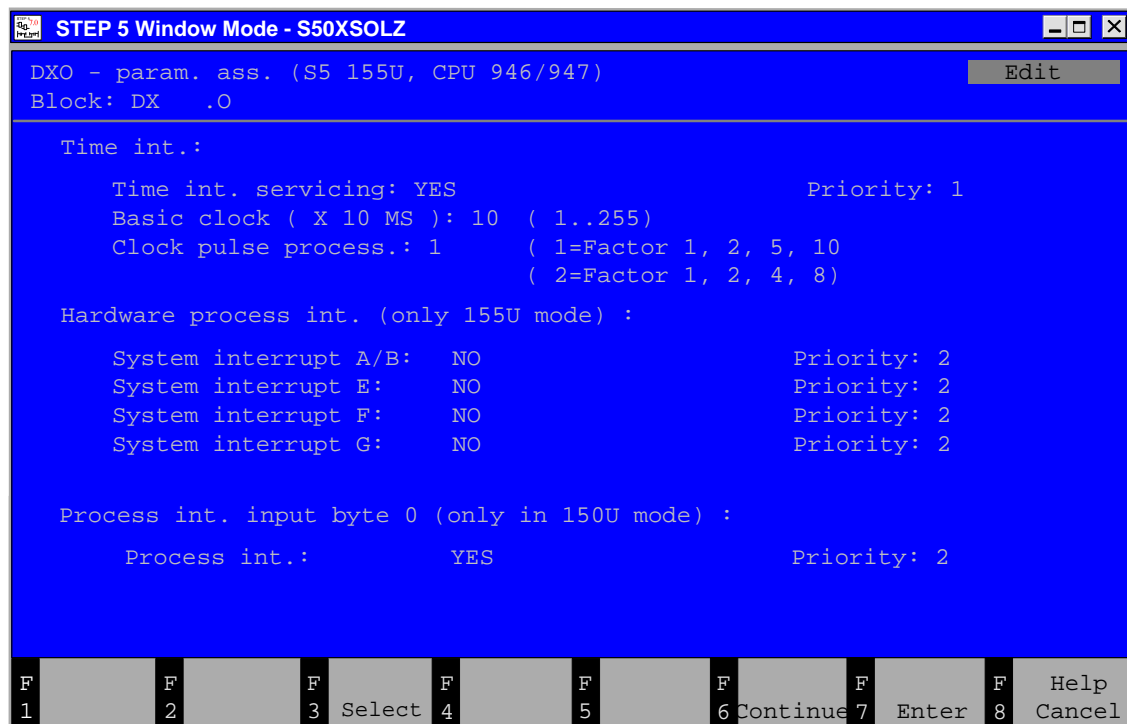 STEP 5 Window Mode - S50XSOLZ
DXO - param. ass. (S5 155U, CPU 946/947) Edit
Block: DX .O
Time int.:
Time int. servicing: YES Priority: 1
Basic clock ( X 10 MS ): 10 ( 1..255)
Clock pulse process.: 1 ( 1=Factor 1, 2, 5, 10
( 2=Factor 1, 2, 4, 8)
Hardware process int. (only 155U mode) :
System interrupt A/B: NO Priority: 2
System interrupt E: NO Priority: 2
System interrupt F: NO Priority: 2
System interrupt G: NO Priority: 2
Process int. input byte 0 (only in 150U mode) :
Process int.: YES Priority: 2
F F F F F F F F Help
1 2 3 Select 4 5 6 Continue 7 Enter 8 Cancel